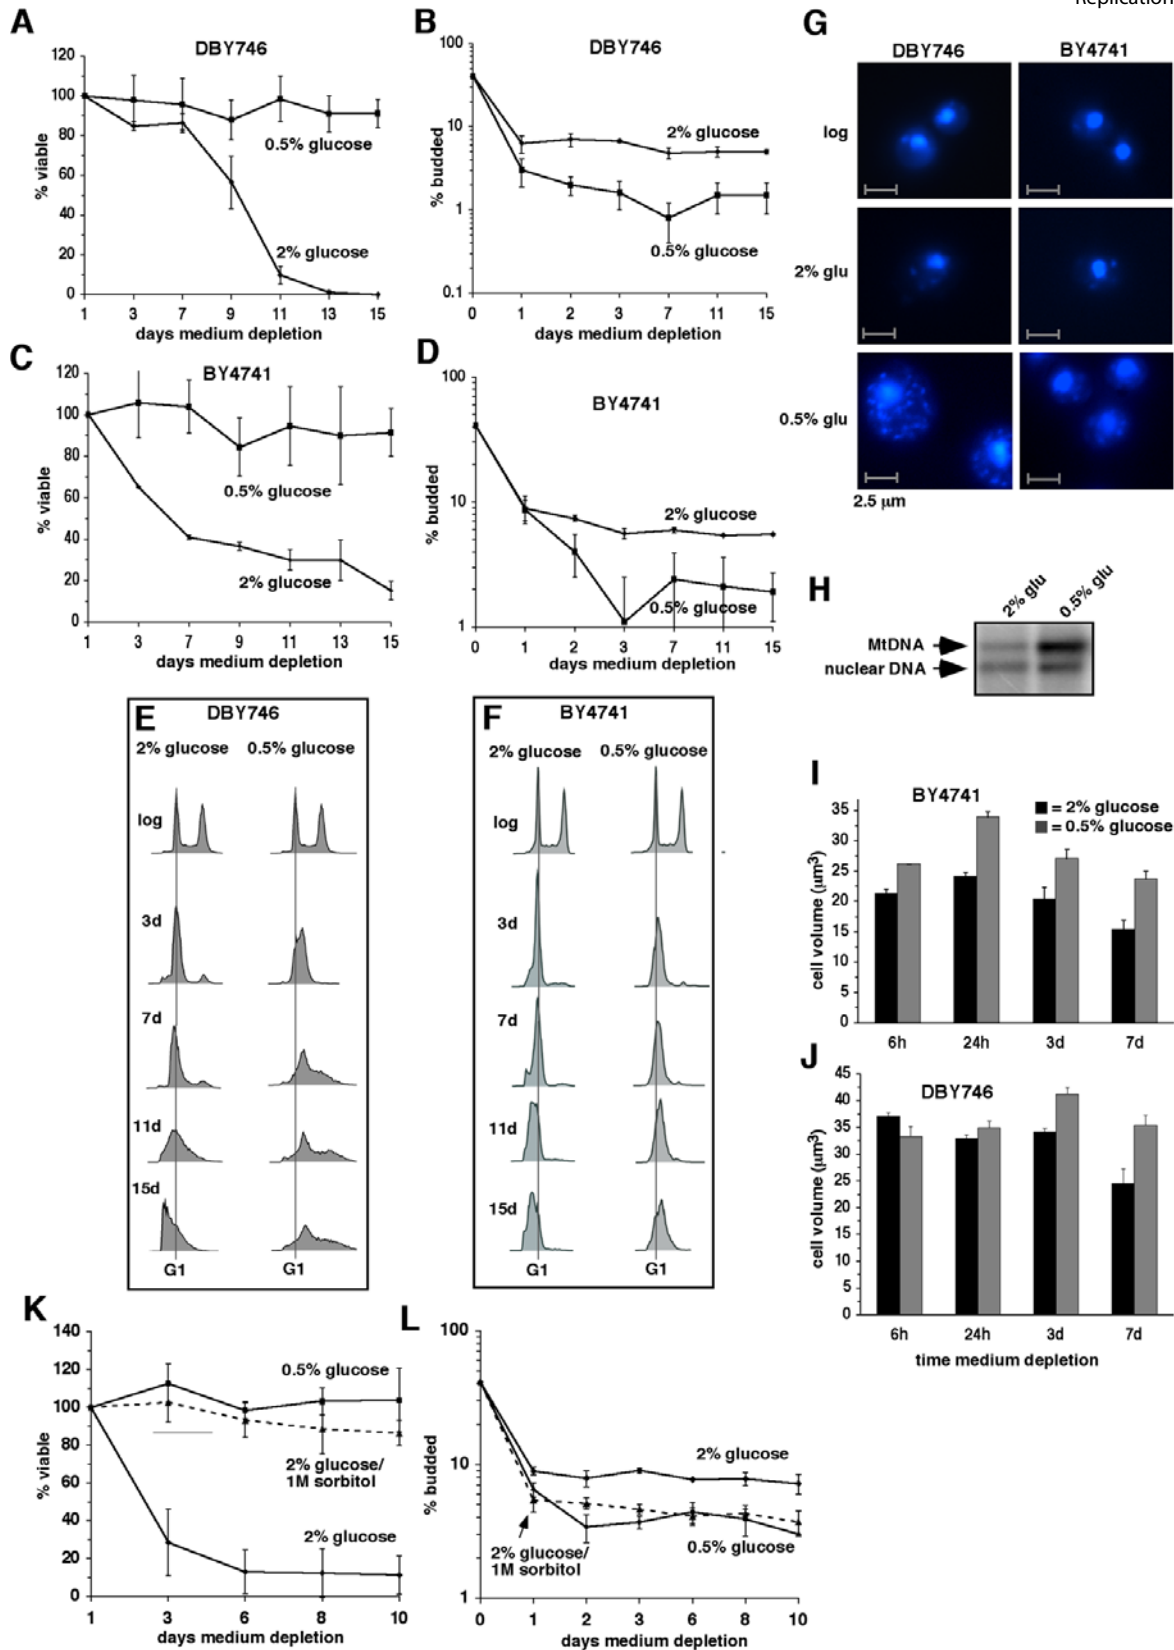 Replication
A
DBY746
120
100
80
60
40
20
0
% viable
0.5% glucose
2% glucose
1 3 7 9 11 13 15
days medium depletion
B
DBY746
100
10
1
0.1
% budded
2% glucose
0.5% glucose
0 1 2 3 7 11 15
days medium depletion
C
BY4741
120
100
80
60
40
20
0
% viable
0.5% glucose
2% glucose
1 3 7 9 11 13 15
days medium depletion
D
BY4741
100
10
1
% budded
2% glucose
0.5% glucose
0 1 2 3 7 11 15
days medium depletion
G
DBY746 BY4741
log
2% glu
0.5% glu
2.5 μm
H
2% glu 0.5% glu
MtDNA
nuclear DNA
E
DBY746
2% glucose 0.5% glucose
log
3d
7d
11d
15d
G1 G1
F
BY4741
2% glucose 0.5% glucose
log
3d
7d
11d
15d
G1 G1
I
BY4741
= 2% glucose
= 0.5% glucose
35
30
25
20
15
10
5
0
cell volume (μm³)
6h 24h 3d 7d
J
DBY746
45
40
35
30
25
20
15
10
5
0
cell volume (μm³)
6h 24h 3d 7d
time medium depletion
K
140
120
100
80
60
40
20
0
% viable
0.5% glucose
2% glucose/
1M sorbitol
2% glucose
1 3 6 8 10
days medium depletion
L
100
10
1
% budded
2% glucose
2% glucose/
1M sorbitol
0.5% glucose
0 1 2 3 6 8 10
days medium depletion